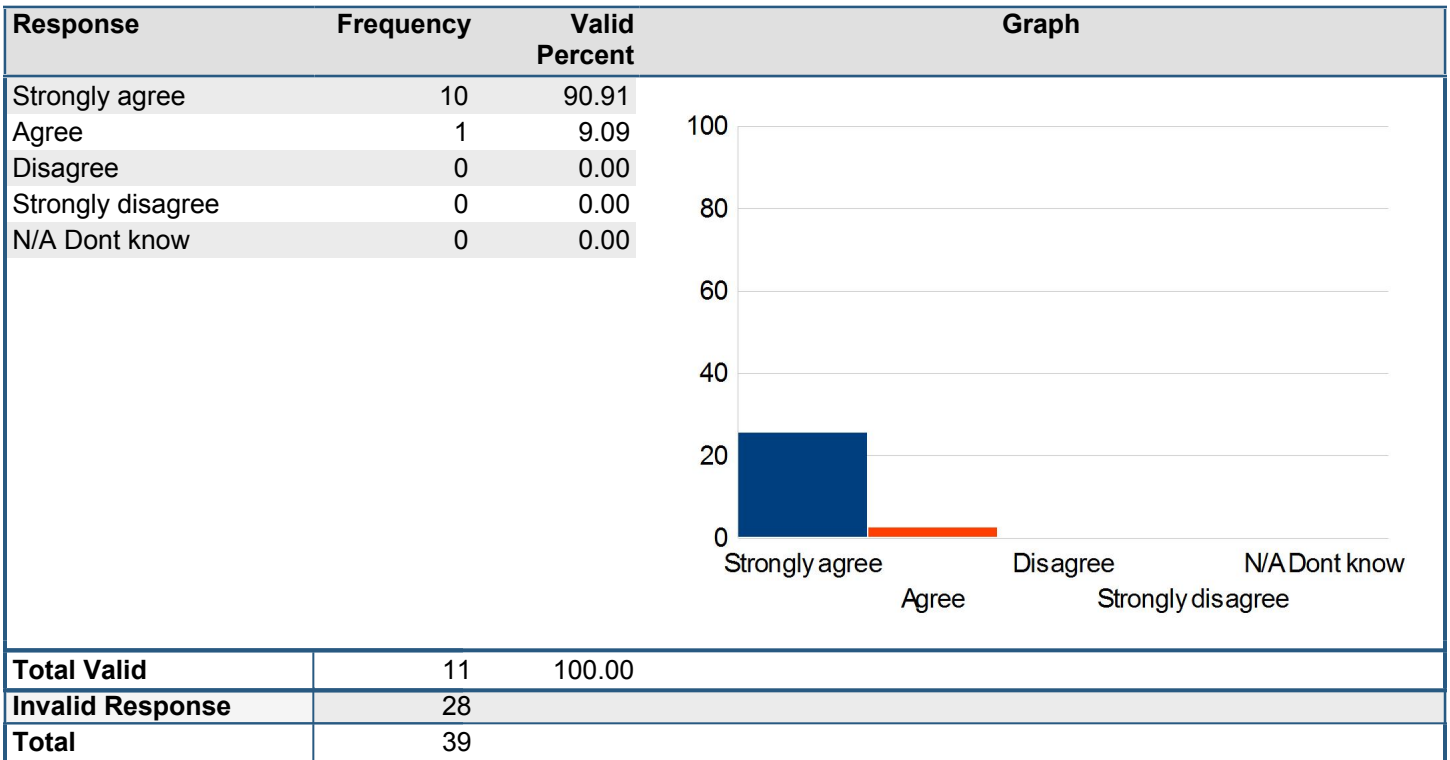 Response Frequency Valid Percent Graph
Strongly agree 10 90.91
Agree 1 9.09
Disagree 0 0.00
Strongly disagree 0 0.00
N/A Dont know 0 0.00
100
80
60
40
20
0
Strongly agree Disagree N/A Dont know
Agree Strongly disagree
Total Valid 11 100.00
Invalid Response 28
Total 39